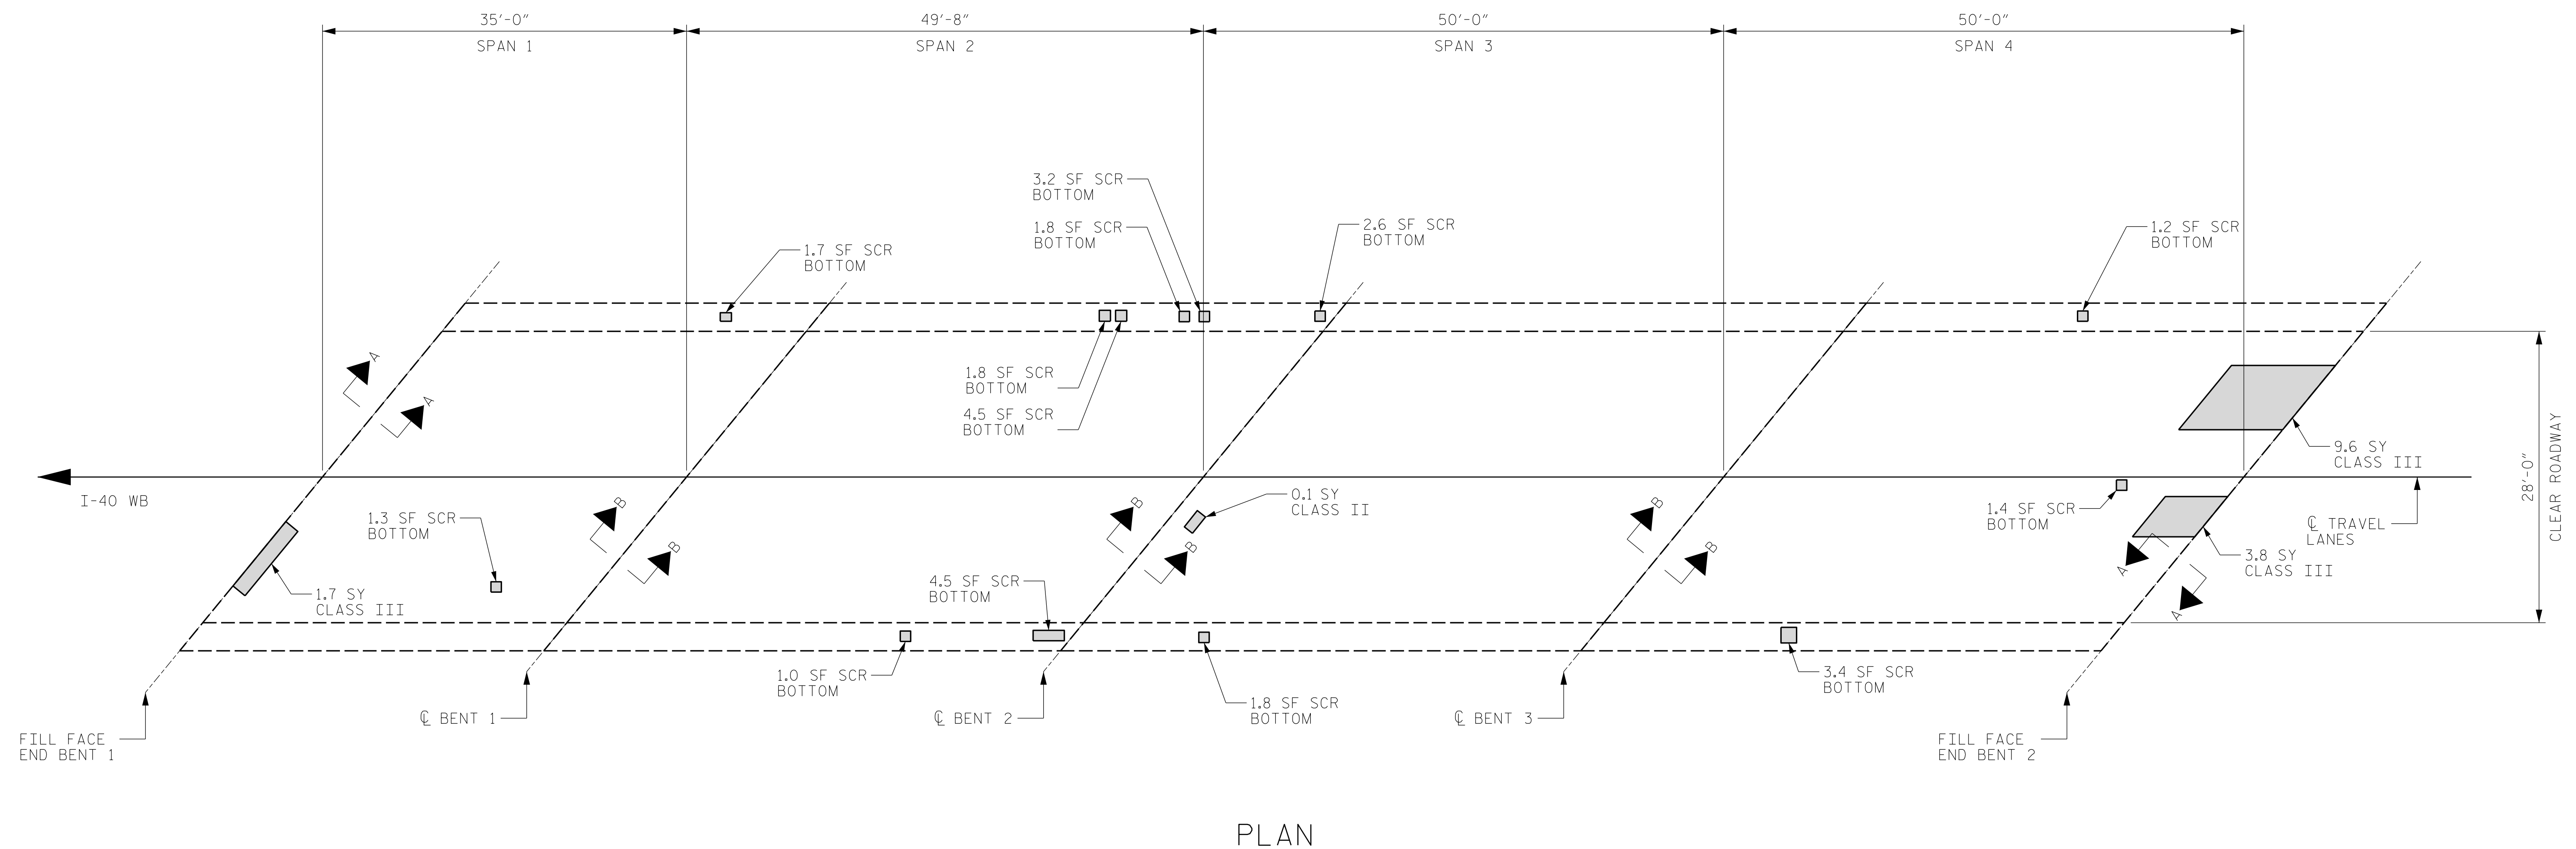 35'-0"
SPAN 1
49'-8"
SPAN 2
50'-0"
SPAN 3
50'-0"
SPAN 4
3.2 SF SCR
BOTTOM
1.8 SF SCR
BOTTOM
2.6 SF SCR
BOTTOM
1.2 SF SCR
BOTTOM
1.7 SF SCR
BOTTOM
A
A
1.8 SF SCR
BOTTOM
4.5 SF SCR
BOTTOM
9.6 SY
CLASS III
28'-0"
CLEAR ROADWAY
I-40 WB
1.3 SF SCR
BOTTOM
B
B
B
B
0.1 SY
CLASS II
B
B
1.4 SF SCR
BOTTOM
℄ TRAVEL
LANES
3.8 SY
CLASS III
A
A
1.7 SY
CLASS III
4.5 SF SCR
BOTTOM
1.0 SF SCR
BOTTOM
1.8 SF SCR
BOTTOM
3.4 SF SCR
BOTTOM
℄ BENT 1
℄ BENT 2
℄ BENT 3
FILL FACE
END BENT 1
FILL FACE
END BENT 2
PLAN